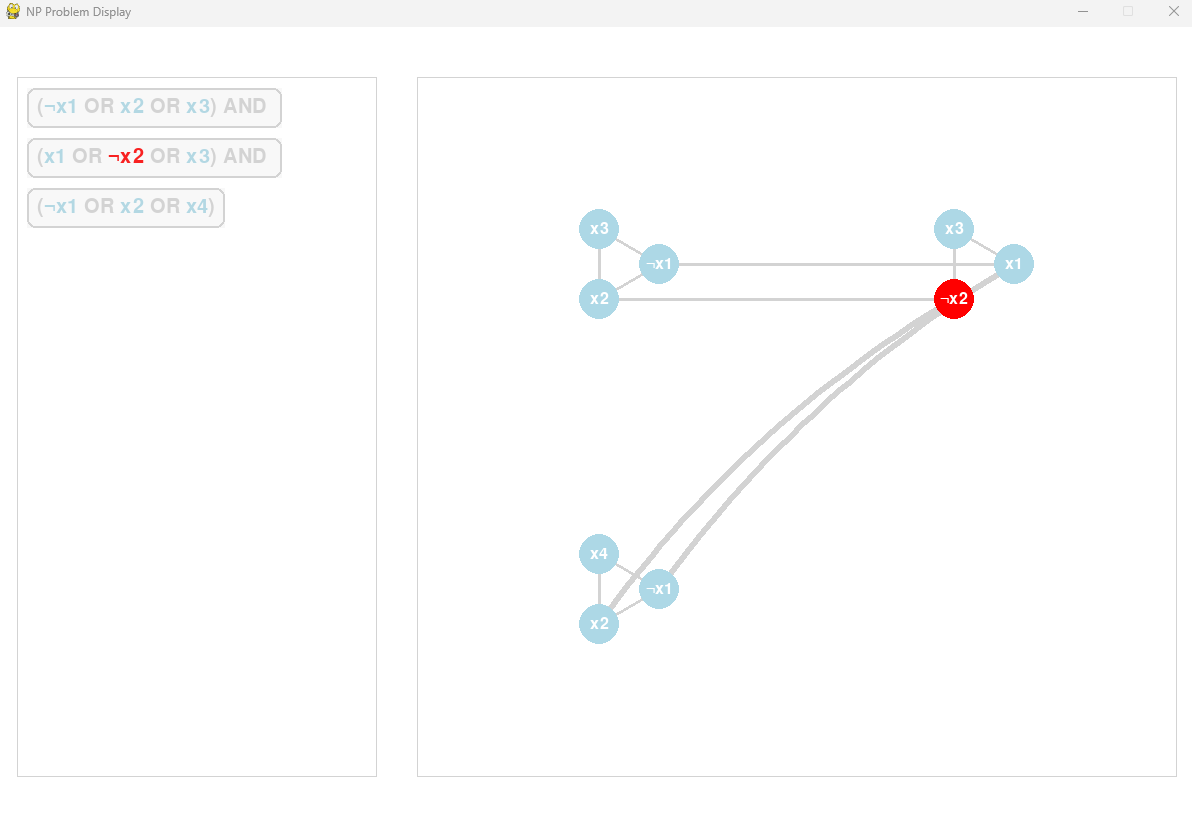 NP Problem Display
(¬x1 OR x2 OR x3) AND
(x1 OR ¬x2 OR x3) AND
(¬x1 OR x2 OR x4)
x3
¬x1
x2
x3
x1
¬x2
x4
¬x1
x2